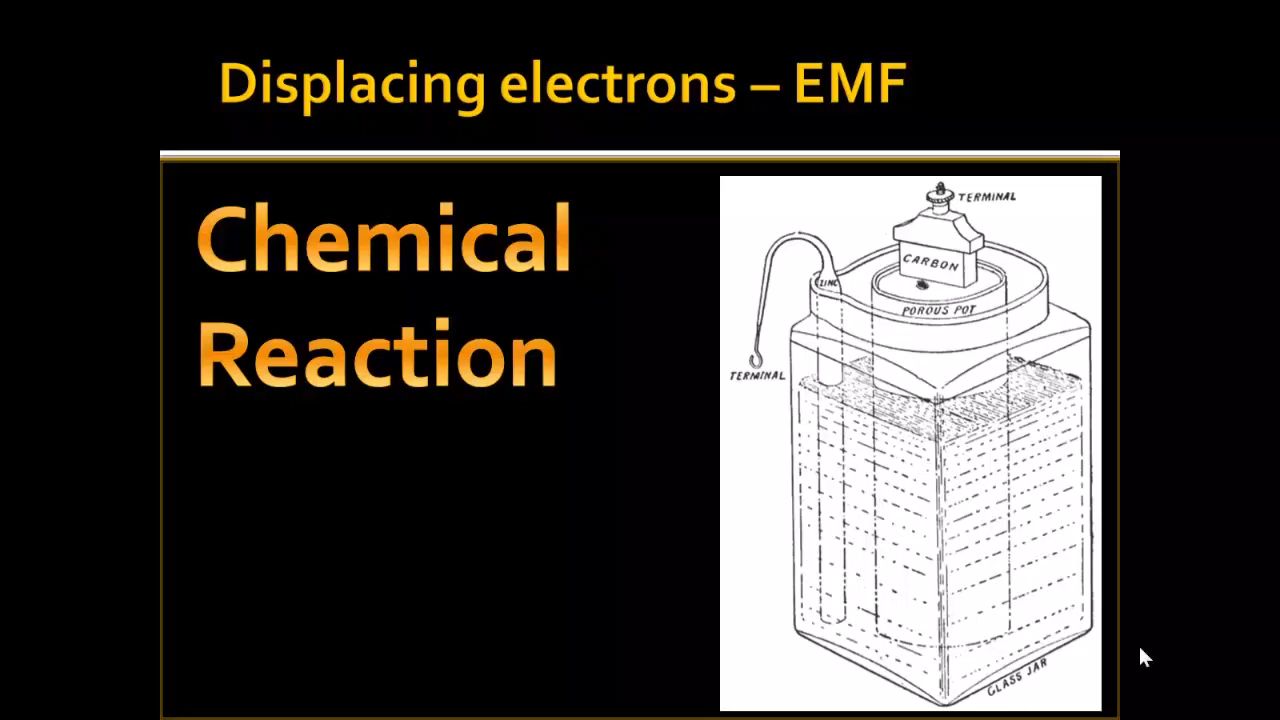 Displacing electrons – EMF
Chemical
Reaction
TERMINAL
CARBON
ZINC
POROUS POT
TERMINAL
GLASS JAR